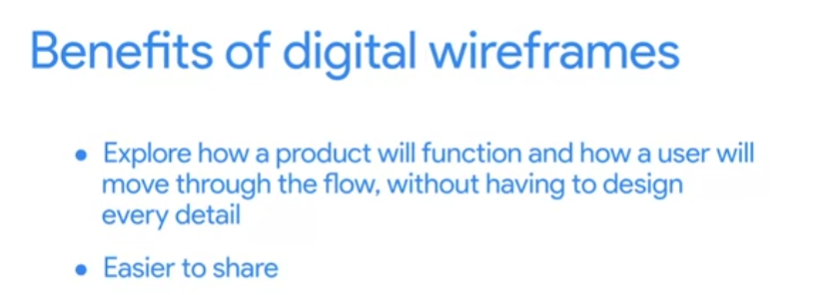 Benefits of digital wireframes
• Explore how a product will function and how a user will
move through the flow, without having to design
every detail
• Easier to share